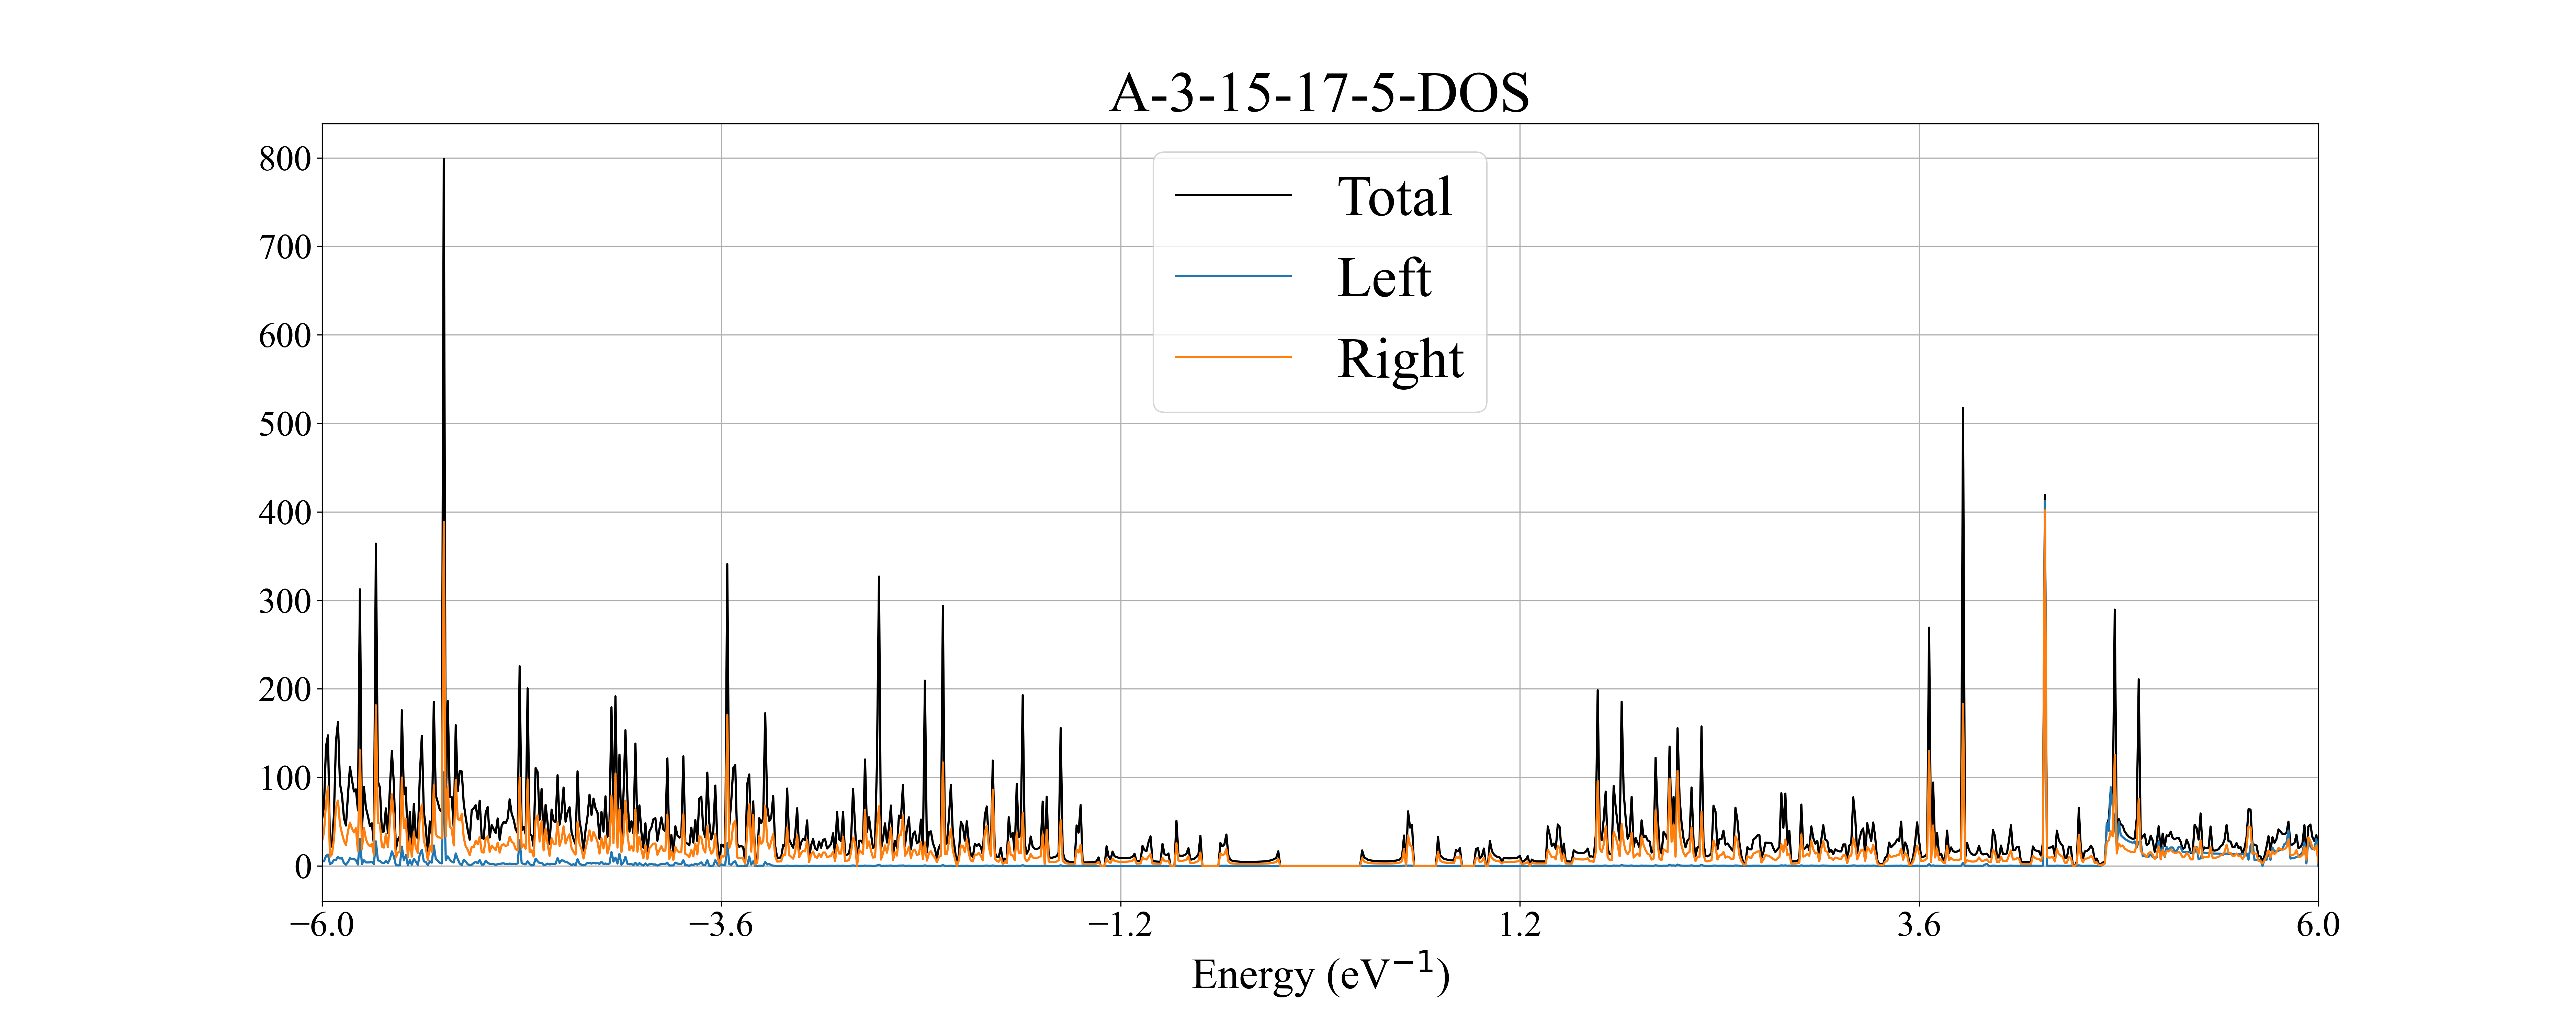 A-3-15-17-5-DOS
Total
Left
Right
800
700
600
500
400
300
200
100
0
−6.0 −3.6 −1.2 1.2 3.6 6.0
Energy (eV⁻¹)